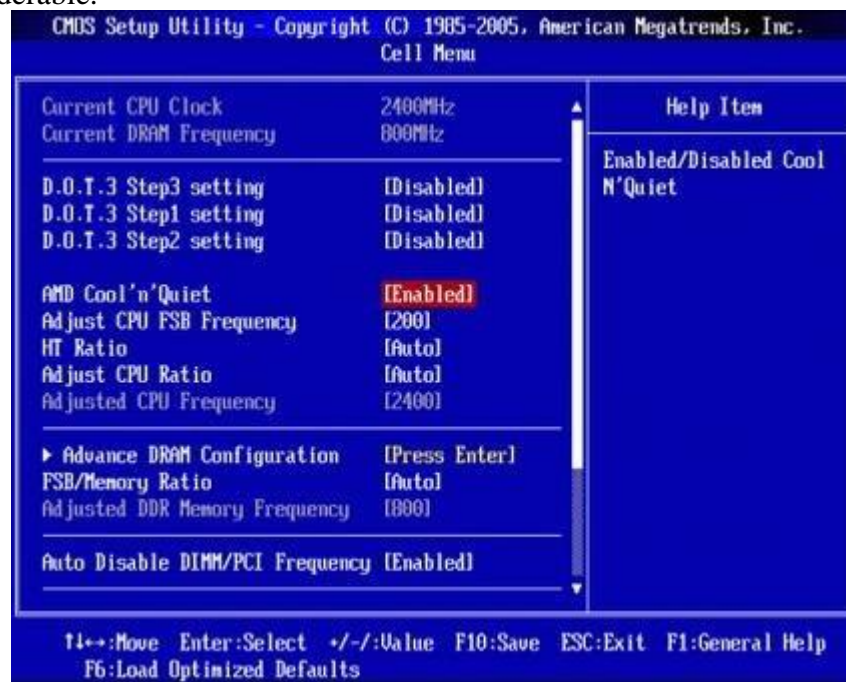 CMOS Setup Utility - Copyright (C) 1985-2005, American Megatrends, Inc.
Cell Menu
Current CPU Clock 2400MHz
Current DRAM Frequency 800MHz
D.O.T.3 Step3 setting [Disabled]
D.O.T.3 Step1 setting [Disabled]
D.O.T.3 Step2 setting [Disabled]
AMD Cool'n'Quiet [Enabled]
Adjust CPU FSB Frequency [200]
HT Ratio [Auto]
Adjust CPU Ratio [Auto]
Adjusted CPU Frequency [2400]
▶ Advance DRAM Configuration [Press Enter]
FSB/Memory Ratio [Auto]
Adjusted DDR Memory Frequency [800]
Auto Disable DIMM/PCI Frequency [Enabled]
Help Item
Enabled/Disabled Cool
N'Quiet
↑↓←→:Move Enter:Select +/-/:Value F10:Save ESC:Exit F1:General Help
F6:Load Optimized Defaults